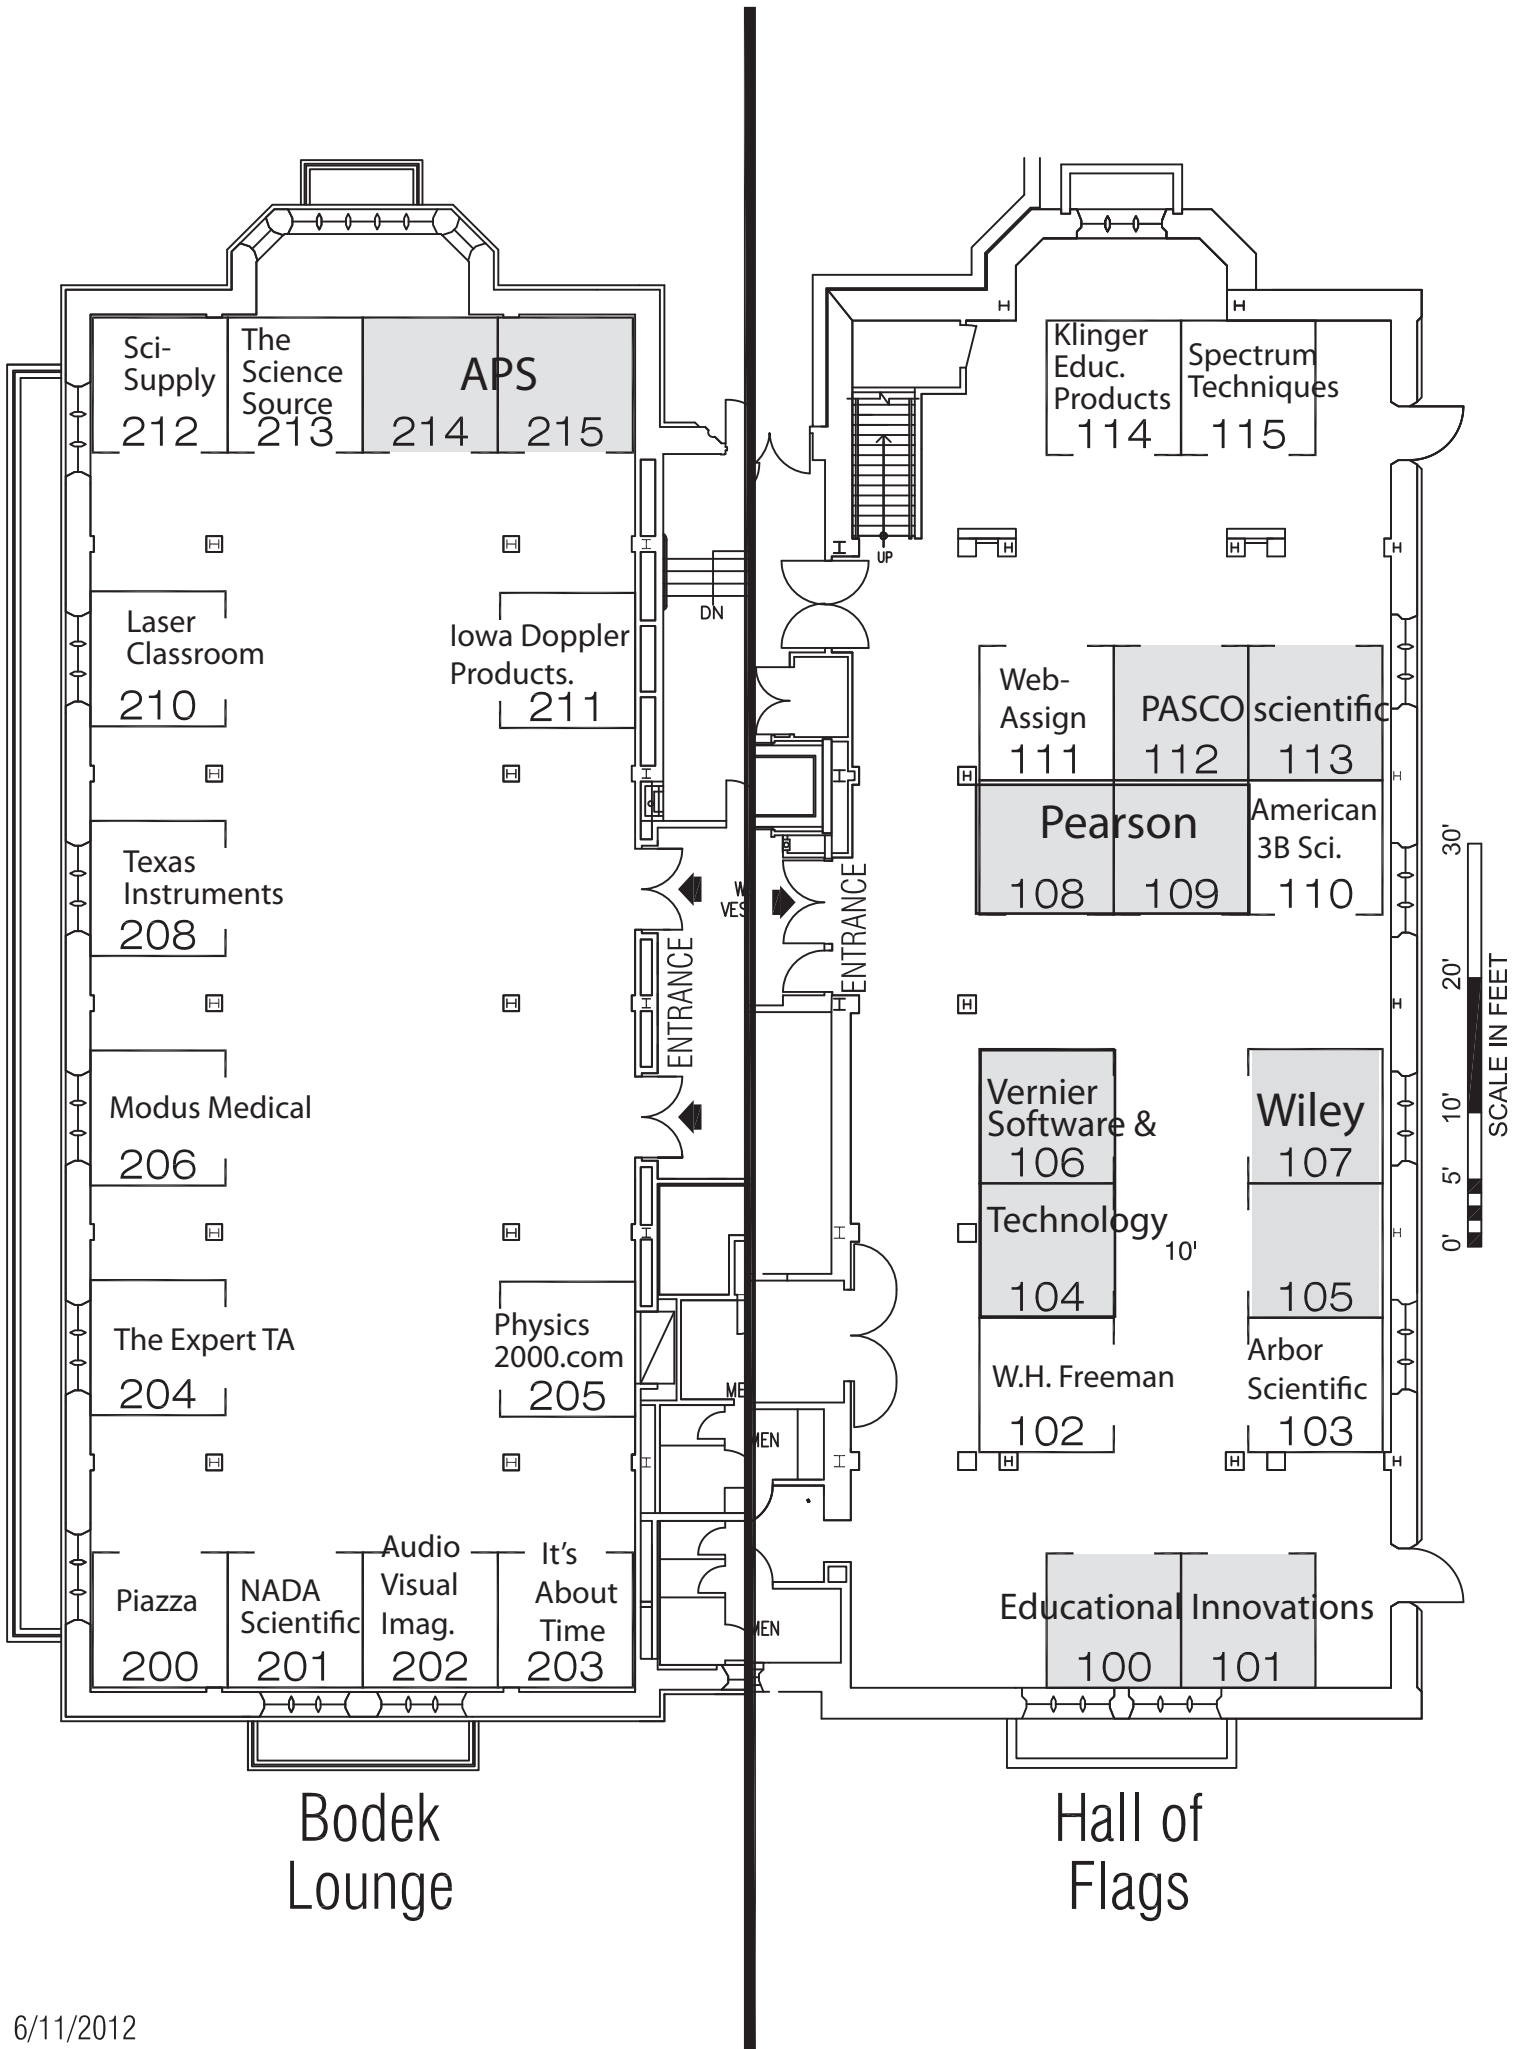 Sci-
Supply
212
The
Science
Source
213
APS
214
215
Laser
Classroom
210
Iowa Doppler
Products.
211
DN
Texas
Instruments
208
ENTRANCE
Modus Medical
206
The Expert TA
204
Physics
2000.com
205
Piazza
200
NADA
Scientific
201
Audio
Visual
Imag.
202
It's
About
Time
203
W
VES
ME
MEN
MEN
Bodek
Lounge
Klinger
Educ.
Products
114
Spectrum
Techniques
115
UP
Web-
Assign
111
PASCO scientific
112
113
Pearson
108
109
American
3B Sci.
110
ENTRANCE
Vernier
Software &
106
Technology
104
10'
Wiley
107
105
W.H. Freeman
102
Arbor
Scientific
103
Educational Innovations
100
101
0'
5'
10'
20'
30'
SCALE IN FEET
Hall of
Flags
6/11/2012